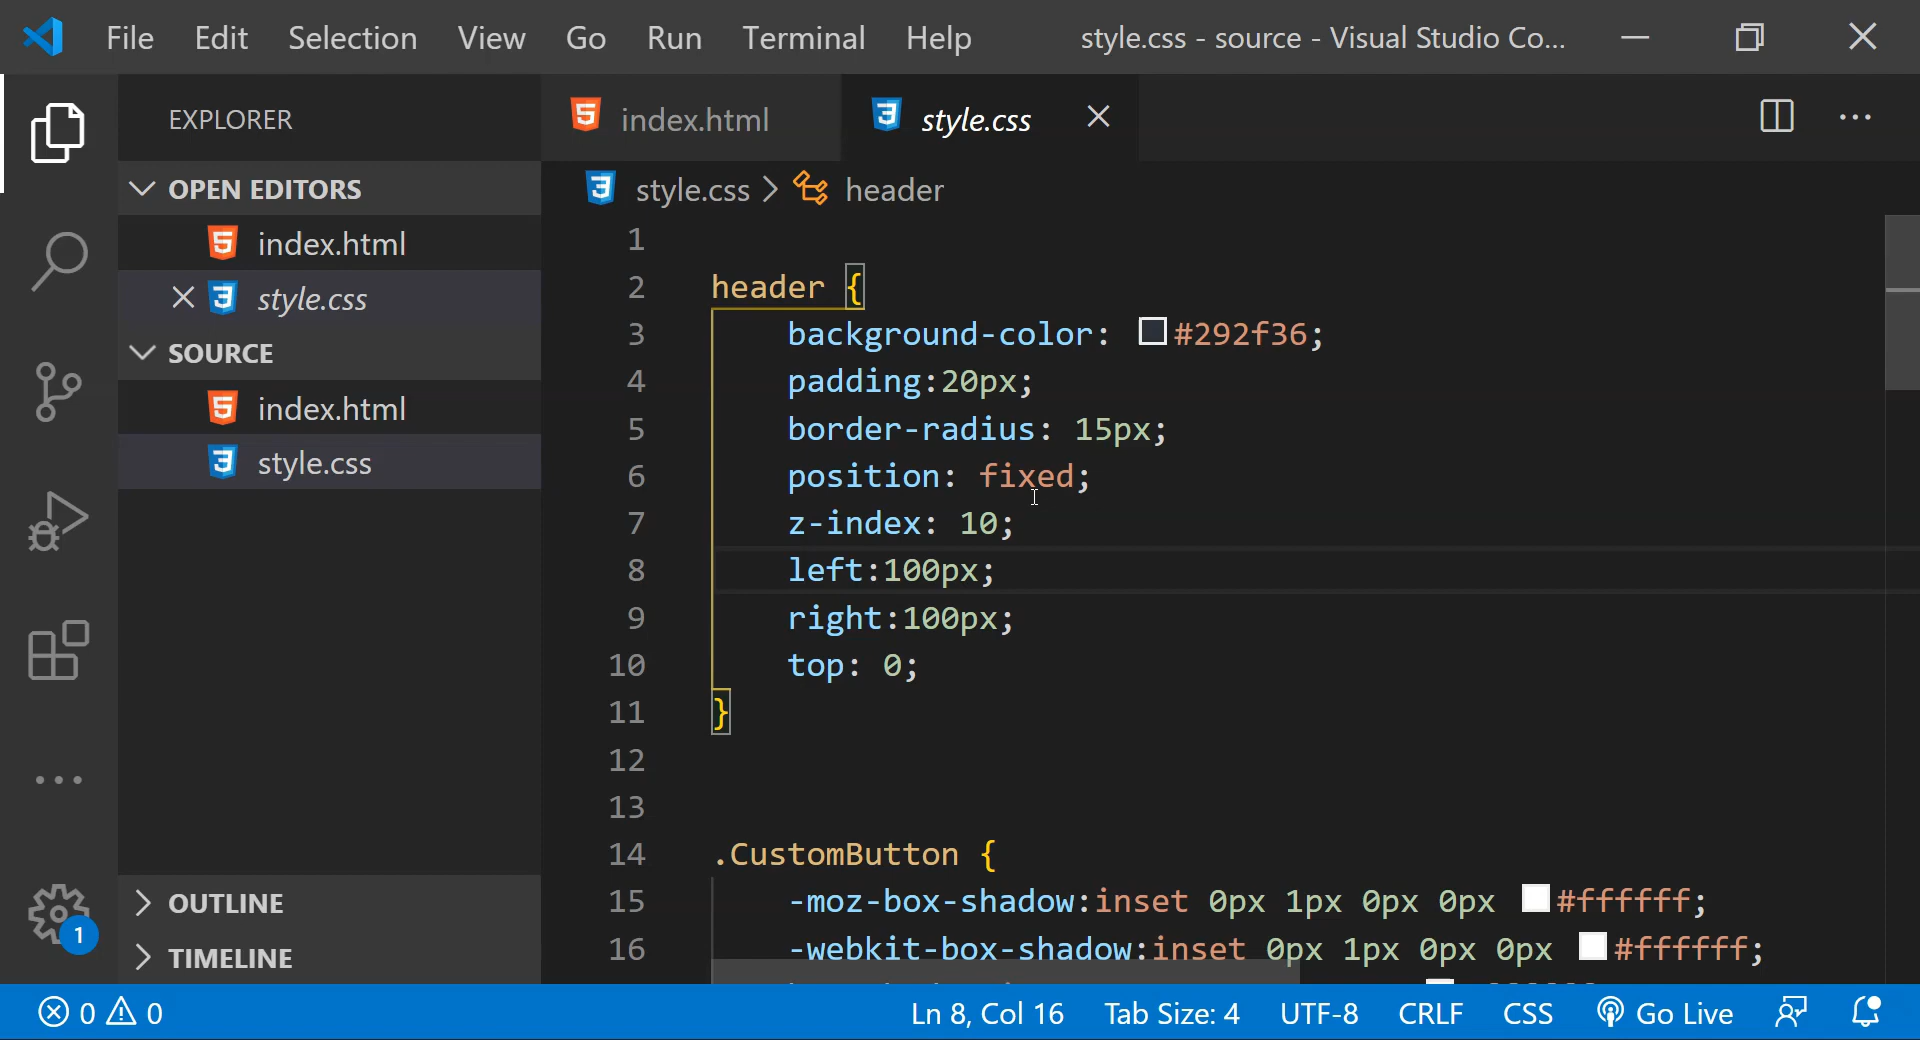 File Edit Selection View Go Run Terminal Help style.css - source - Visual Studio Co...
EXPLORER
OPEN EDITORS
index.html
style.css
SOURCE
index.html
style.css
OUTLINE
TIMELINE
1
index.html style.css
style.css > header
1
2 header {
3 background-color: #292f36;
4 padding:20px;
5 border-radius: 15px;
6 position: fixed;
7 z-index: 10;
8 left:100px;
9 right:100px;
10 top: 0;
11 }
12
13
14 .CustomButton {
15 -moz-box-shadow:inset 0px 1px 0px 0px #ffffff;
16 -webkit-box-shadow:inset 0px 1px 0px 0px #ffffff;
0 0 Ln 8, Col 16 Tab Size: 4 UTF-8 CRLF CSS Go Live